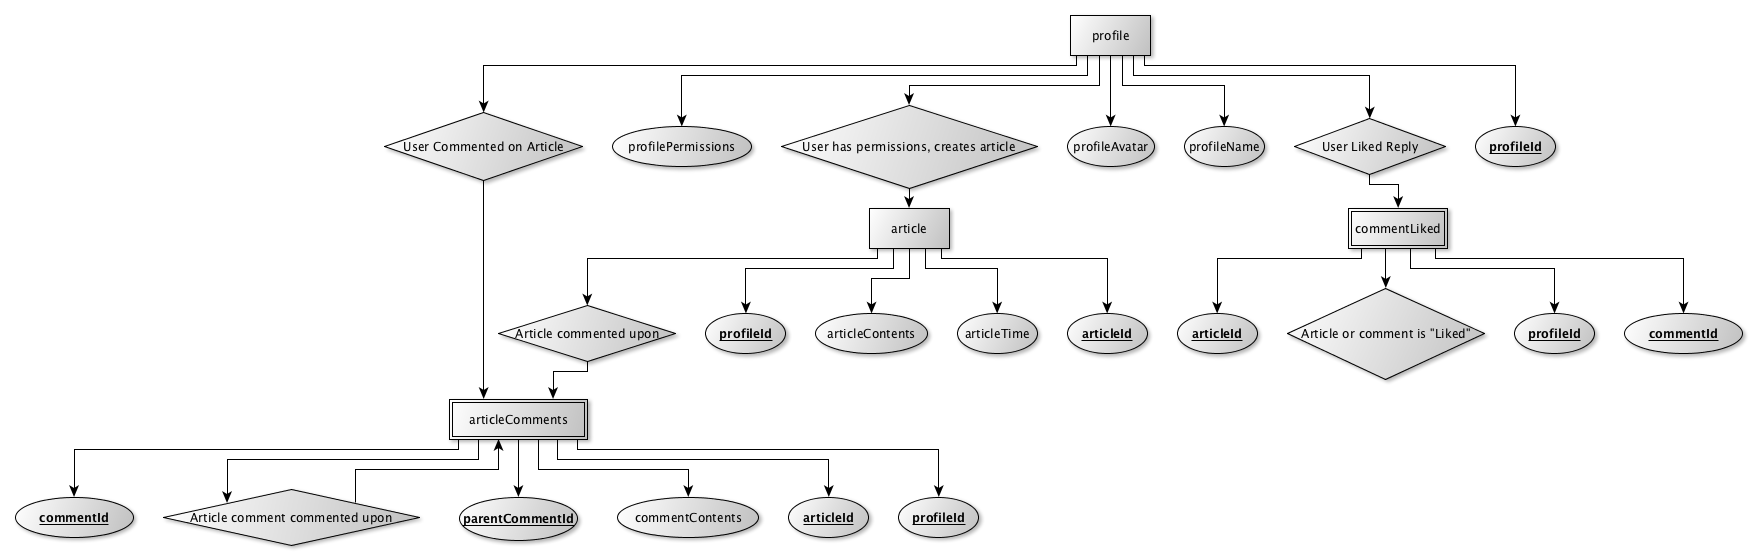 profile
User Commented on Article
profilePermissions
User has permissions, creates article
profileAvatar
profileName
User Liked Reply
profileId
article
commentLiked
Article commented upon
profileId
articleContents
articleTime
articleId
articleId
Article or comment is "Liked"
profileId
commentId
articleComments
commentId
Article comment commented upon
parentCommentId
commentContents
articleId
profileId